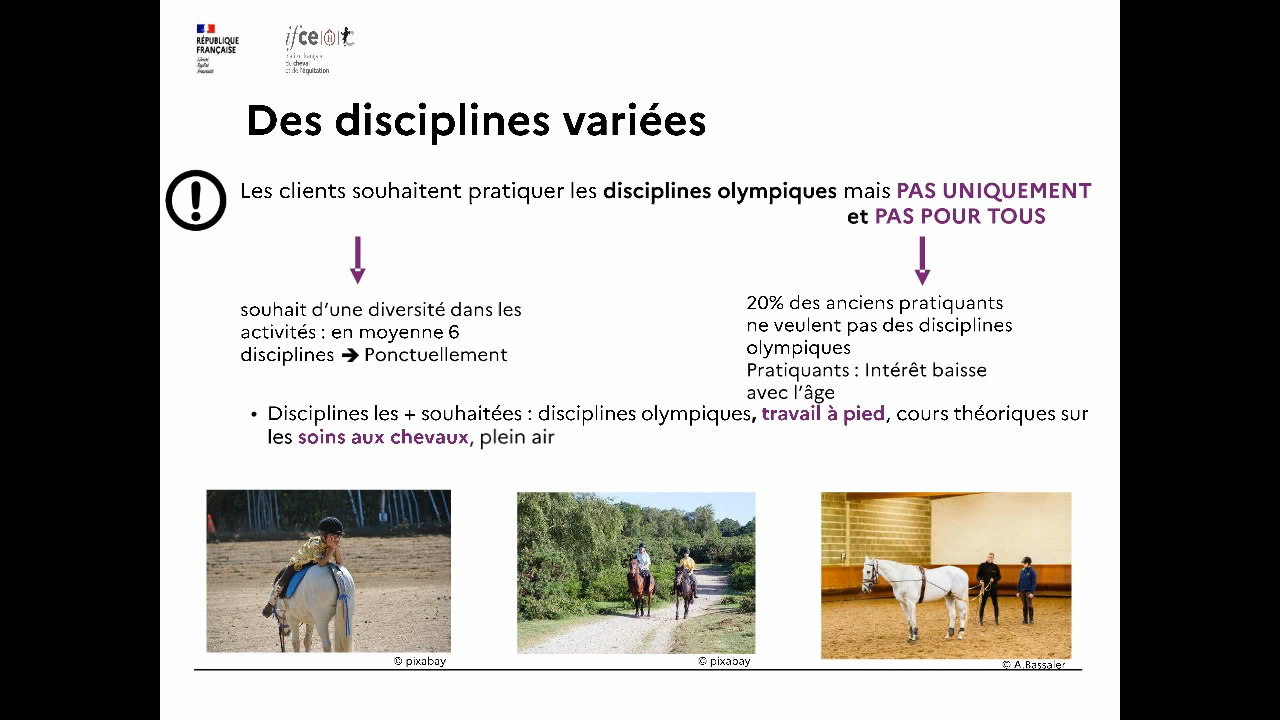 RÉPUBLIQUE
FRANÇAISE
Liberté
Égalité
Fraternité
ifce
du cheval
et de l'équitation
Des disciplines variées
Les clients souhaitent pratiquer les disciplines olympiques mais PAS UNIQUEMENT
et PAS POUR TOUS
souhait d'une diversité dans les
activités : en moyenne 6
disciplines ➔ Ponctuellement
20% des anciens pratiquants
ne veulent pas des disciplines
olympiques
Pratiquants : Intérêt baisse
avec l'âge
• Disciplines les + souhaitées : disciplines olympiques, travail à pied, cours théoriques sur
les soins aux chevaux, plein air
© pixabay
© pixabay
© A.Bassaler